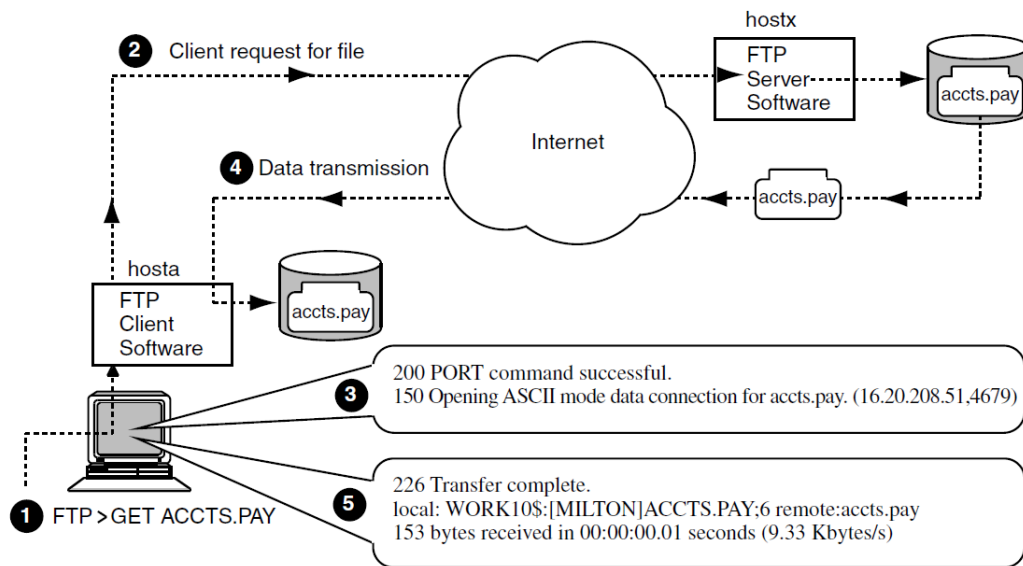 hostx
2 Client request for file
FTP
Server
Software
accts.pay
Internet
4 Data transmission
accts.pay
hosta
FTP
Client
Software
accts.pay
200 PORT command successful.
3
150 Opening ASCII mode data connection for accts.pay. (16.20.208.51,4679)
226 Transfer complete.
5
local: WORK10$:[MILTON]ACCTS.PAY;6 remote:accts.pay
153 bytes received in 00:00:00.01 seconds (9.33 Kbytes/s)
1 FTP>GET ACCTS.PAY